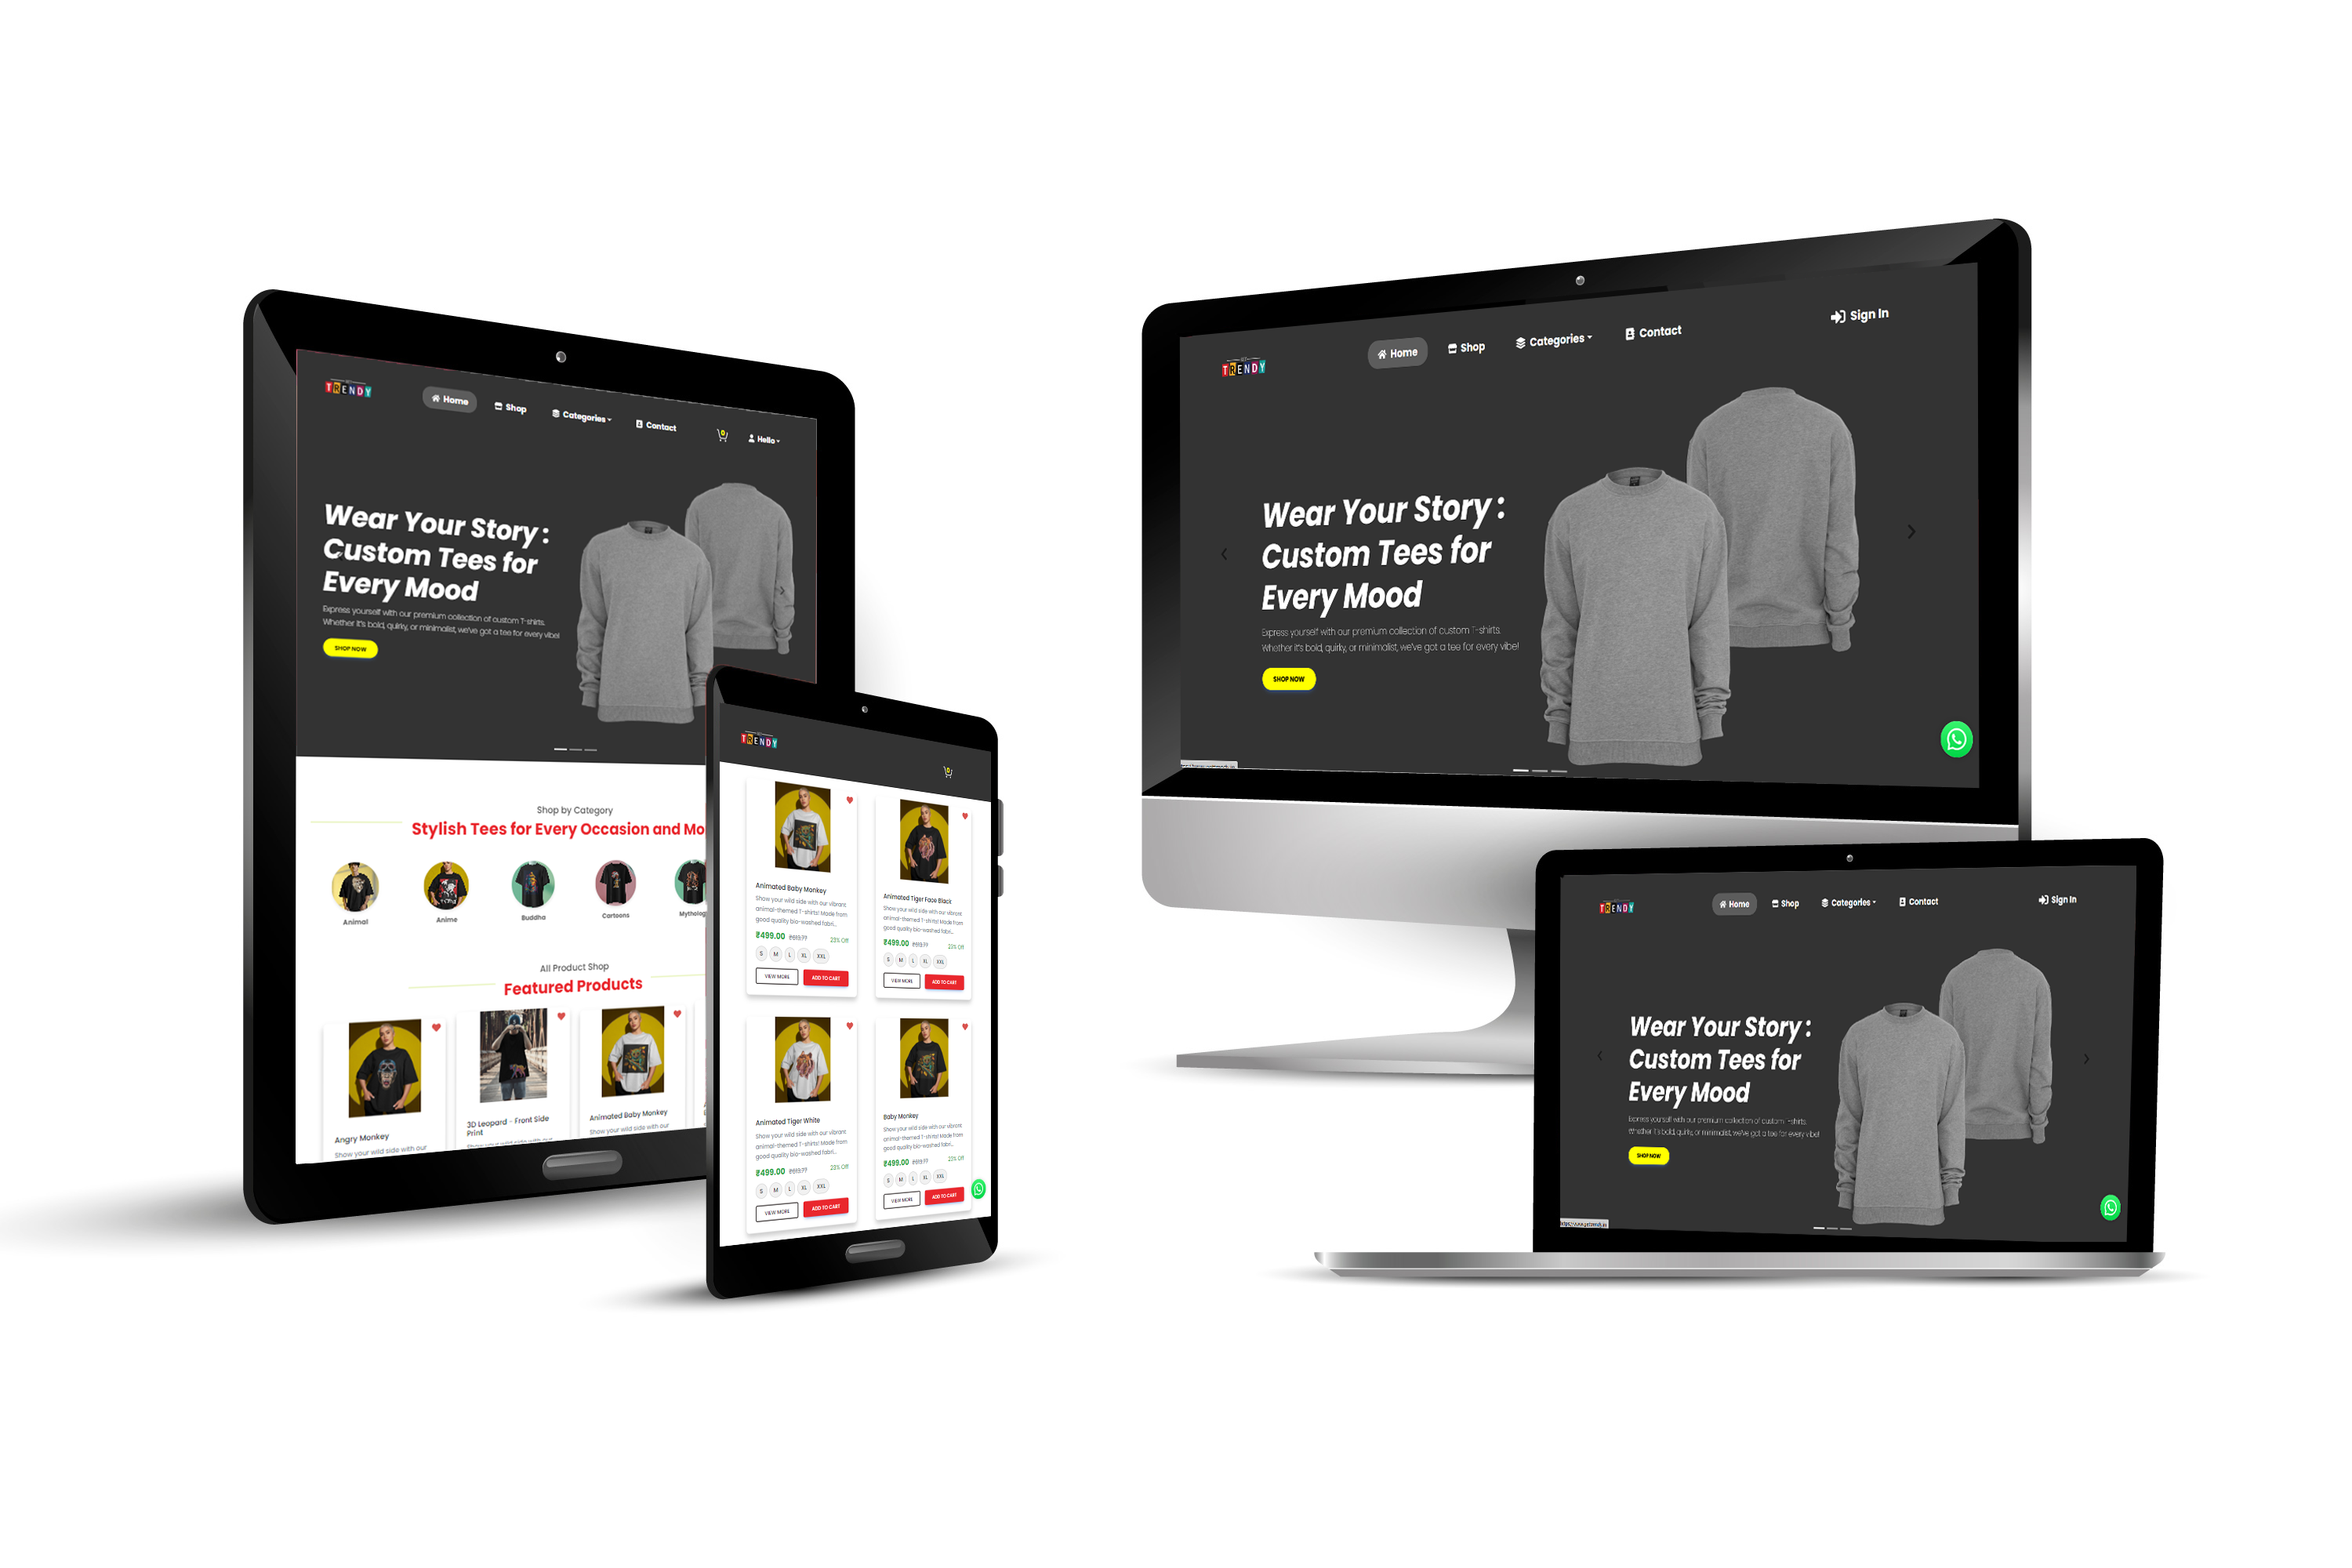 TRENDY
Home
Shop
Categories
Contact
0
Hello
Wear Your Story :
Custom Tees for
Every Mood
Express yourself with our premium collection of custom T-shirts.
Whether it's bold, quirky, or minimalist, we've got a tee for every vibe!
SHOP NOW
Shop by Category
Stylish Tees for Every Occasion and Mo
Animal
Anime
Buddha
Cartoons
Mytholog
All Product Shop
Featured Products
Angry Monkey
Show your wild side with our
3D Leopard - Front Side
Print
Animated Baby Monkey
Show your wild side with our
TRENDY
0
Animated Baby Monkey
Show your wild side with our vibrant
animal-themed T-shirts! Made from
good quality bio-washed fabri...
₹499.00 23% Off
S M L XL XXL
VIEW MORE ADD TO CART
Animated Tiger Face Black
Show your wild side with our vibrant
animal-themed T-shirts! Made from
good quality bio-washed fabri...
₹499.00 23% Off
S M L XL XXL
VIEW MORE ADD TO CART
Animated Tiger White
Show your wild side with our vibrant
animal-themed T-shirts! Made from
good quality bio-washed fabri...
₹499.00 23% Off
S M L XL XXL
VIEW MORE ADD TO CART
Baby Monkey
Show your wild side with our vibrant
animal-themed T-shirts! Made from
good quality bio-washed fabri...
₹499.00 23% Off
S M L XL XXL
VIEW MORE ADD TO CART
TRENDY
Home
Shop
Categories
Contact
Sign In
Wear Your Story :
Custom Tees for
Every Mood
Express yourself with our premium collection of custom T-shirts.
Whether it's bold, quirky, or minimalist, we've got a tee for every vibe!
SHOP NOW
TRENDY
Home
Shop
Categories
Contact
Sign In
Wear Your Story :
Custom Tees for
Every Mood
Express yourself with our premium collection of custom T-shirts.
Whether it's bold, quirky, or minimalist, we've got a tee for every vibe!
SHOP NOW